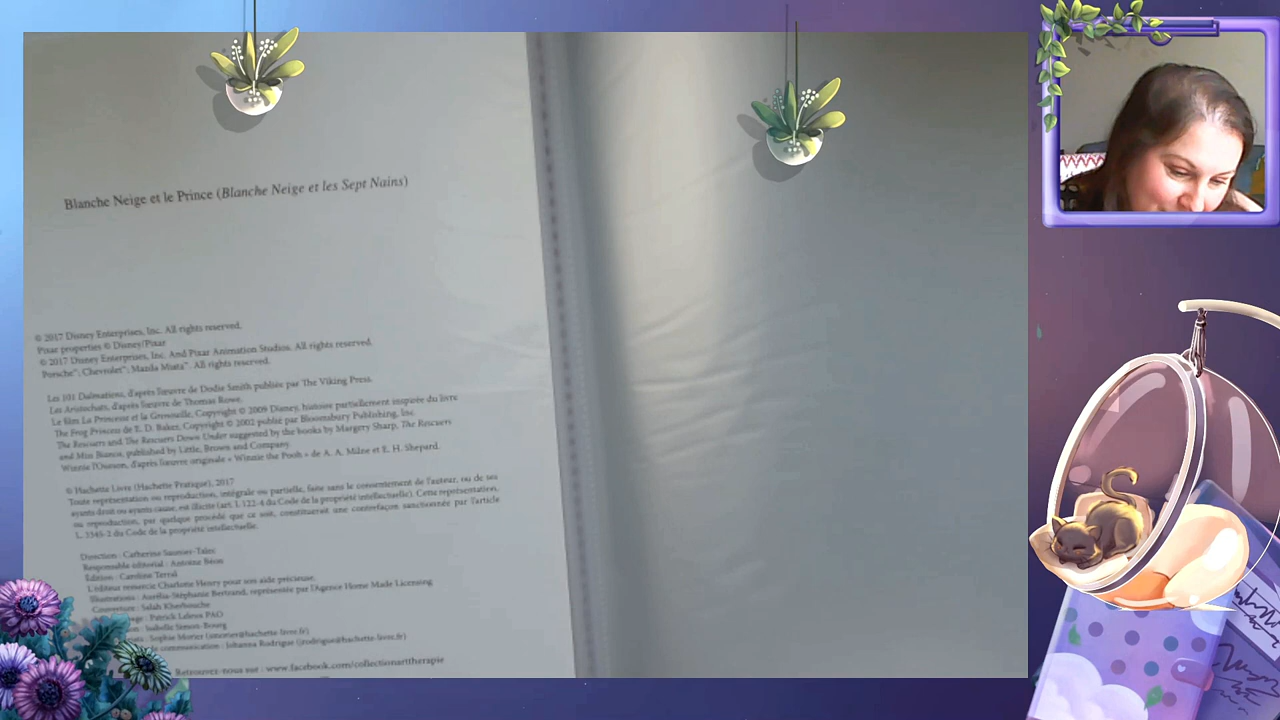 Blanche Neige et le Prince (Blanche Neige et les Sept Nains)
© 2017 Disney Enterprises, Inc. All rights reserved.
Pixar properties © Disney/Pixar
© 2017 Disney Enterprises, Inc. And Pixar Animation Studios. All rights reserved.
Porsche™; Chevrolet™; Mazda Miata™. All rights reserved.
Les 101 Dalmatiens, d'après l'œuvre de Dodie Smith publiée par The Viking Press.
Les Aristochats, d'après l'œuvre de Thomas Rowe.
Le film La Princesse et la Grenouille, Copyright © 2009 Disney, histoire partiellement inspirée du livre
The Frog Princess de E. D. Baker, Copyright © 2002 publié par Bloomsbury Publishing, Inc
The Rescuers and The Rescuers Down Under suggested by the books by Margery Sharp, The Rescuers
and Miss Bianca, published by Little, Brown and Company.
Winnie l'Ourson, d'après l'œuvre originale « Winnie the Pooh » de A. A. Milne et E. H. Shepard.
© Hachette Livre (Hachette Pratique), 2017
Toute représentation ou reproduction, intégrale ou partielle, faite sans le consentement de l'auteur, ou de ses
ayants droit ou ayants cause, est illicite (art. L 122-4 du Code de la propriété intellectuelle). Cette représentation,
ou reproduction, par quelque procédé que ce soit, constituerait une contrefaçon sanctionnée par l'article
L. 3345-2 du Code de la propriété intellectuelle.
Direction : Catherine Saunier-Talec
Responsable éditorial : Antoine Béon
Édition : Caroline Terral
L'éditeur remercie Charlotte Henry pour son aide précieuse.
Illustrations : Aurélia-Stéphanie Bertrand, représentée par l'Agence Home Made Licensing
Couverture : Salah Kherbouche
: Patrick Leleux PAO
: Isabelle Simon-Bourg
: Sophie Morier (smorier@hachette-livre.fr)
communication : Johanna Rodrigue (jrodrigue@hachette-livre.fr)
Retrouvez-nous sur : www.facebook.com/collectionarttherapie